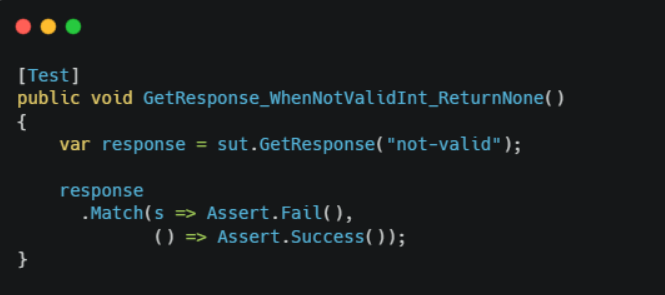 [Test]
public void GetResponse_WhenNotValidInt_ReturnNone()
{
    var response = sut.GetResponse("not-valid");

    response
      .Match(s => Assert.Fail(),
             () => Assert.Success());
}